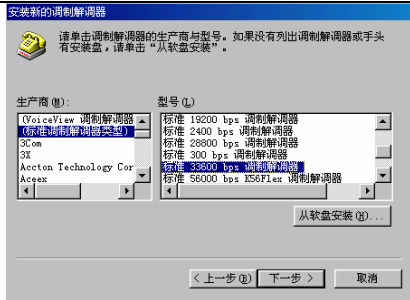 安装新的调制解调器
请单击调制解调器的生产商与型号。如果没有列出调制解调器或手头
有安装盘，请单击“从软盘安装”。
生产商(M):
(VoiceView 调制解调器
(标准调制解调器类型)
3Com
3X
Accton Technology Cor
Aceex
型号(L)
标准 19200 bps 调制解调器
标准 2400 bps 调制解调器
标准 28800 bps 调制解调器
标准 300 bps 调制解调器
标准 33600 bps 调制解调器
标准 56000 bps K56Flex 调制解调器
从软盘安装(H)...
< 上一步(B)
下一步 >
取消